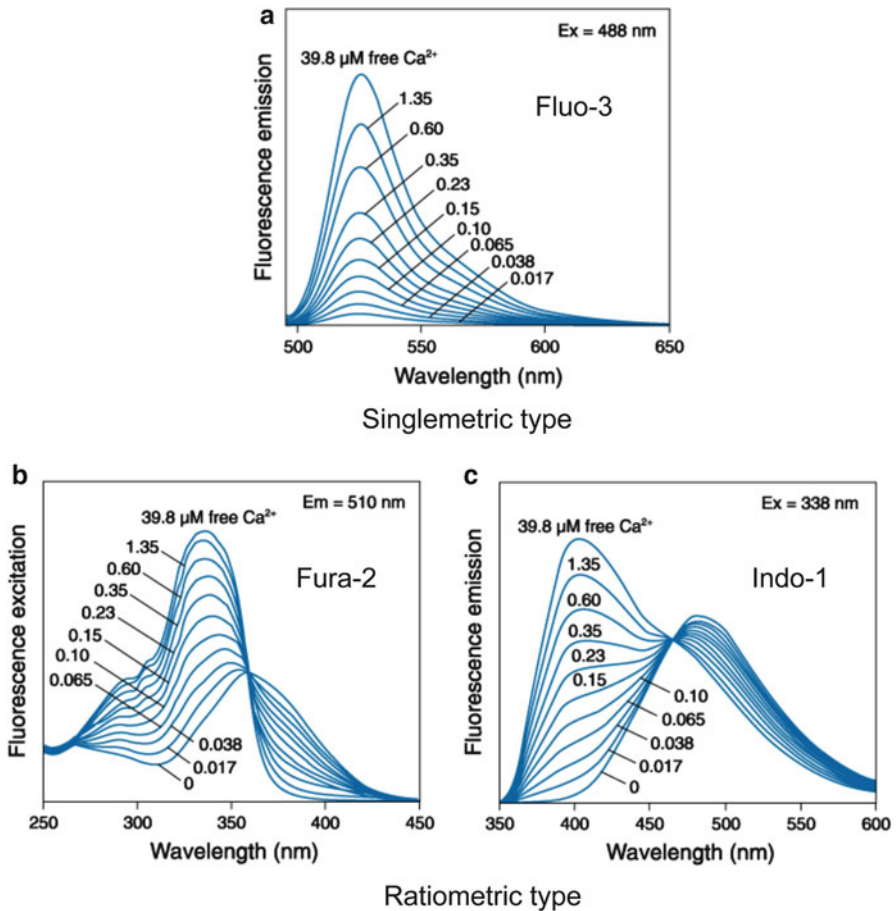 a
Ex = 488 nm
39.8 µM free Ca²⁺
Fluo-3
1.35
0.60
0.35
0.23
0.15
0.10
0.065
0.038
0.017
Fluorescence emission
500
550
600
650
Wavelength (nm)
Singlemetric type
b
Em = 510 nm
39.8 µM free Ca²⁺
Fura-2
1.35
0.60
0.35
0.23
0.15
0.10
0.065
0.038
0.017
0
Fluorescence excitation
250
300
350
400
450
Wavelength (nm)
c
Ex = 338 nm
39.8 µM free Ca²⁺
Indo-1
1.35
0.60
0.35
0.23
0.15
0.10
0.065
0.038
0.017
0
Fluorescence emission
350
400
450
500
550
600
Wavelength (nm)
Ratiometric type